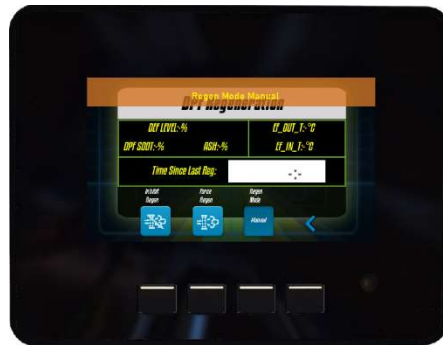 Regen Mode Manual
DPF Regeneration
DEF LEVEL:-% EF_OUT_T:-°C
DPF SOOT:-% ASH:-% EF_IN_T:-°C
Time Since Last Reg: -:-
Inhibit Regen
Force Regen
Regen Mode
Manual